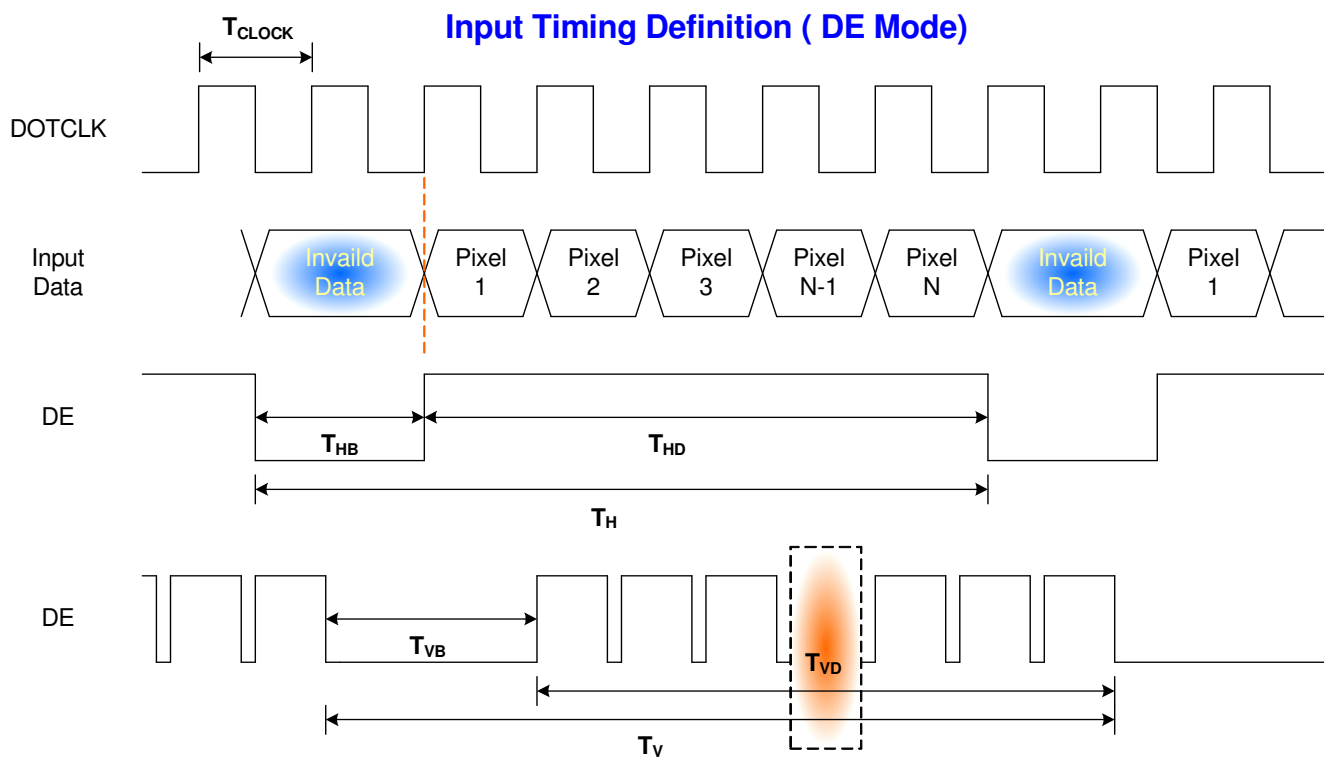 Input Timing Definition ( DE Mode)
TCLOCK
DOTCLK
Input
Data
Invaild
Data
Pixel
1
Pixel
2
Pixel
3
Pixel
N-1
Pixel
N
Invaild
Data
Pixel
1
DE
THB
THD
TH
DE
TVB
TVD
TV